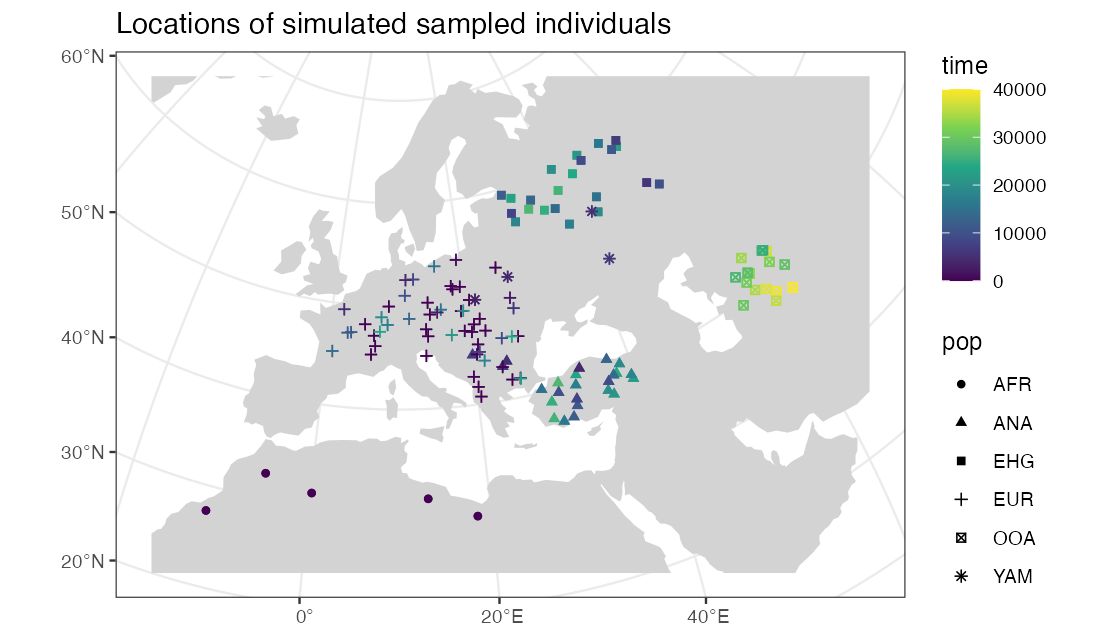 Locations of simulated sampled individuals
60°N
50°N
40°N
30°N
20°N
0°
20°E
40°E
time
40000
30000
20000
10000
0
pop
AFR
ANA
EHG
EUR
OOA
YAM